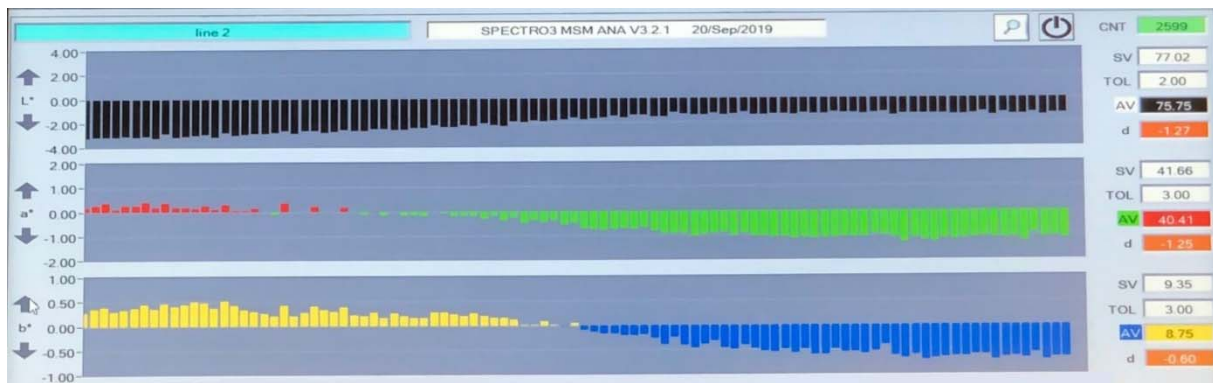 line 2
SPECTRO3 MSM ANA V3.2.1 20/Sep/2019
CNT 2599
4.00
2.00
L*
0.00
-2.00
-4.00
SV 77.02
TOL 2.00
AV 75.75
d -1.27
2.00
1.00
a*
0.00
-1.00
-2.00
SV 41.66
TOL 3.00
AV 40.41
d -1.25
1.00
0.50
b*
0.00
-0.50
-1.00
SV 9.35
TOL 3.00
AV 8.75
d -0.60